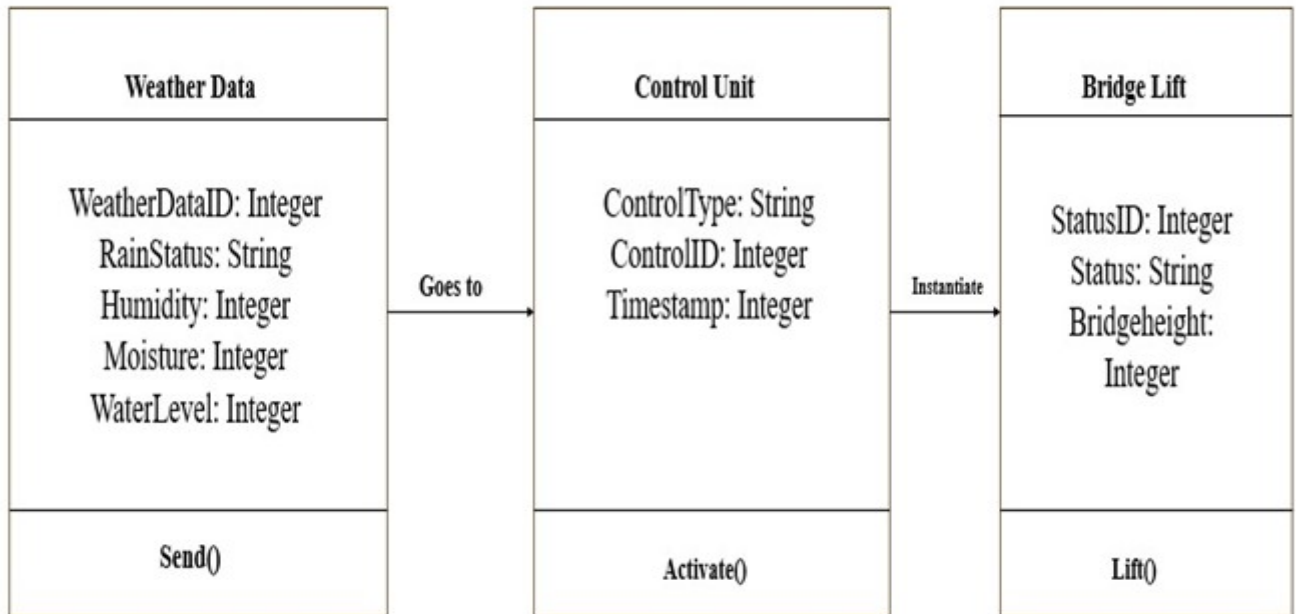 Weather Data
WeatherDataID: Integer
RainStatus: String
Humidity: Integer
Moisture: Integer
WaterLevel: Integer
Send()
Goes to
Control Unit
ControlType: String
ControlID: Integer
Timestamp: Integer
Activate()
Instantiate
Bridge Lift
StatusID: Integer
Status: String
Bridgeheight:
Integer
Lift()